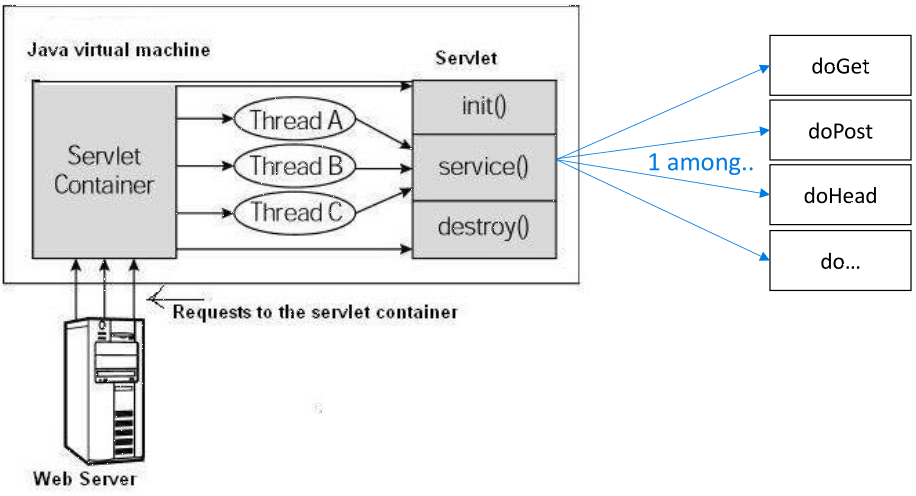 Java virtual machine
Servlet
Servlet
Container
Thread A
Thread B
Thread C
init()
service()
destroy()
1 among..
doGet
doPost
doHead
do...
Requests to the servlet container
Web Server